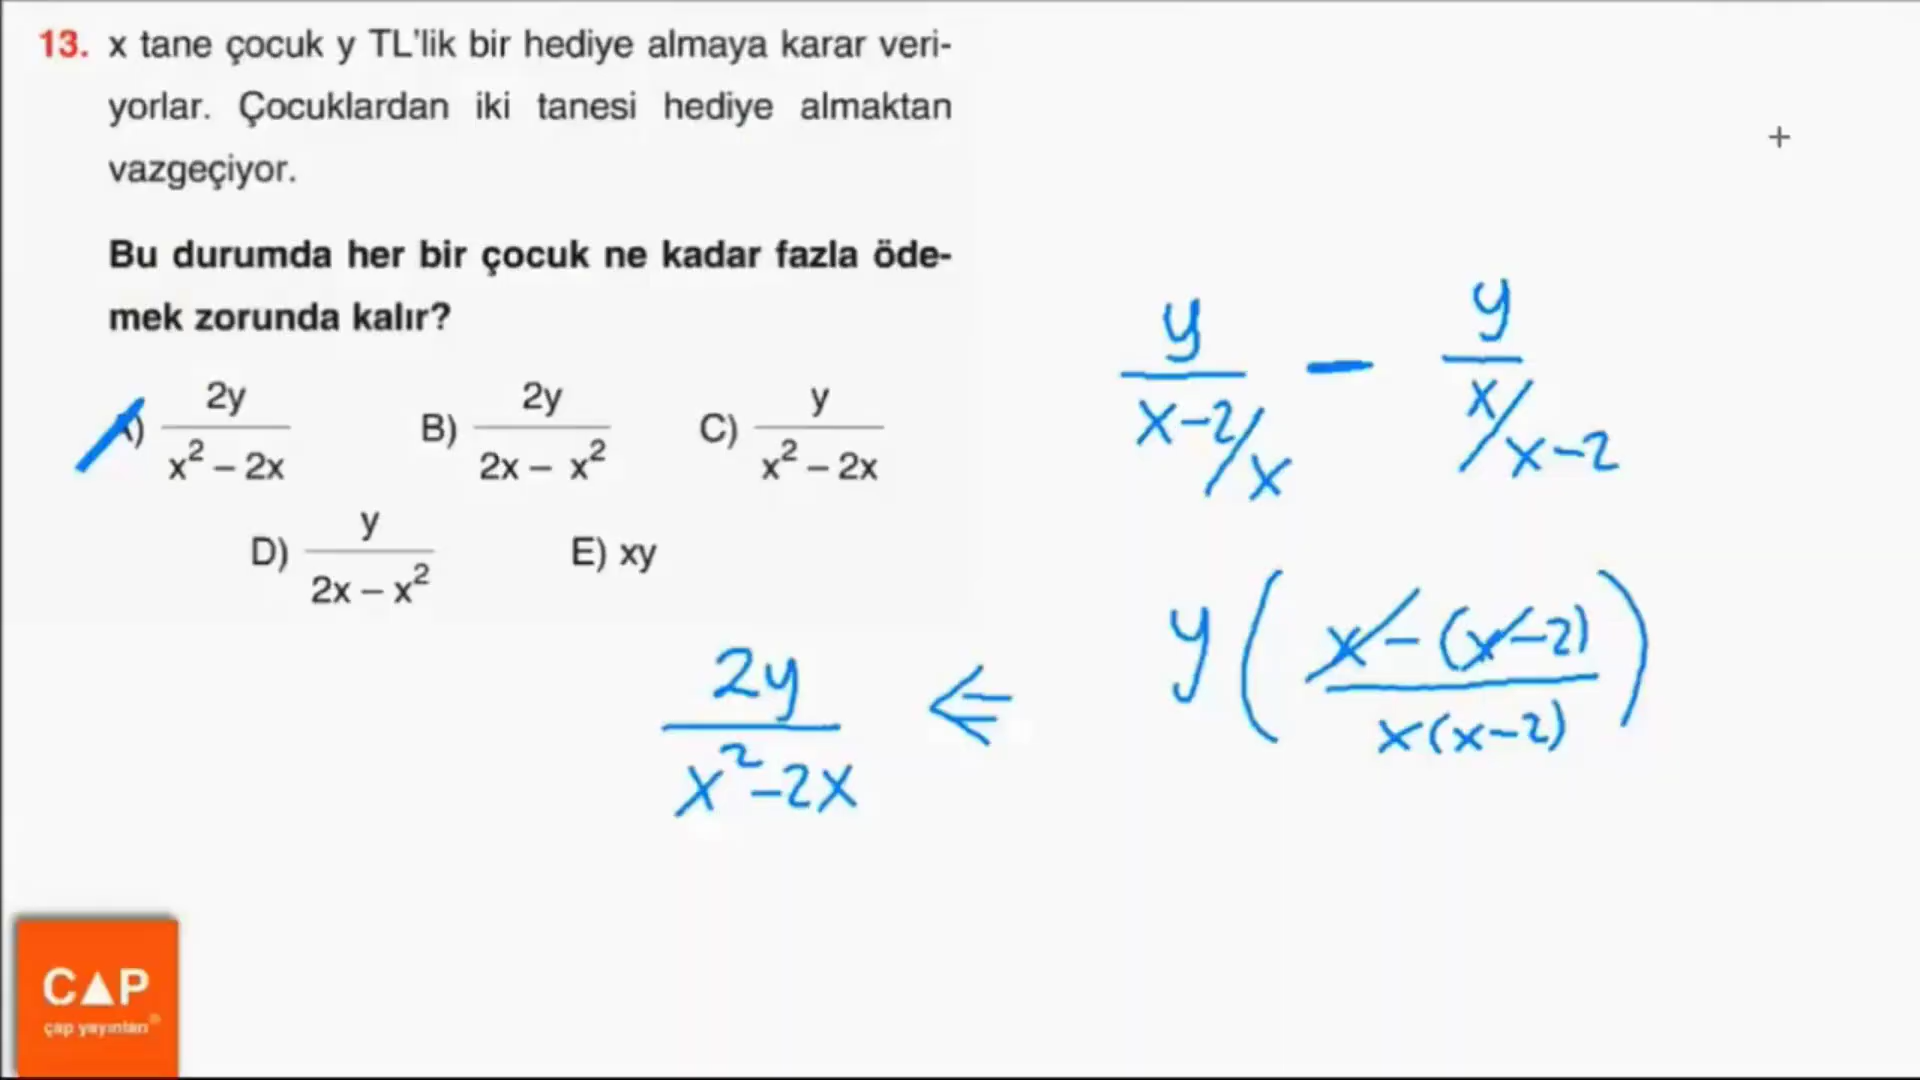 13. x tane çocuk y TL'lik bir hediye almaya karar veri-
yorlar. Çocuklardan iki tanesi hediye almaktan
vazgeçiyor.
Bu durumda her bir çocuk ne kadar fazla öde-
mek zorunda kalır?
A) 2y / x² – 2x B) 2y / 2x – x² C) y / x² – 2x
D) y / 2x – x² E) xy
y / x-2 / x - y / x / x-2
y ( x - (x-2) / x(x-2) )
2y / x²-2x ⇐
CAP
çap yayınları®